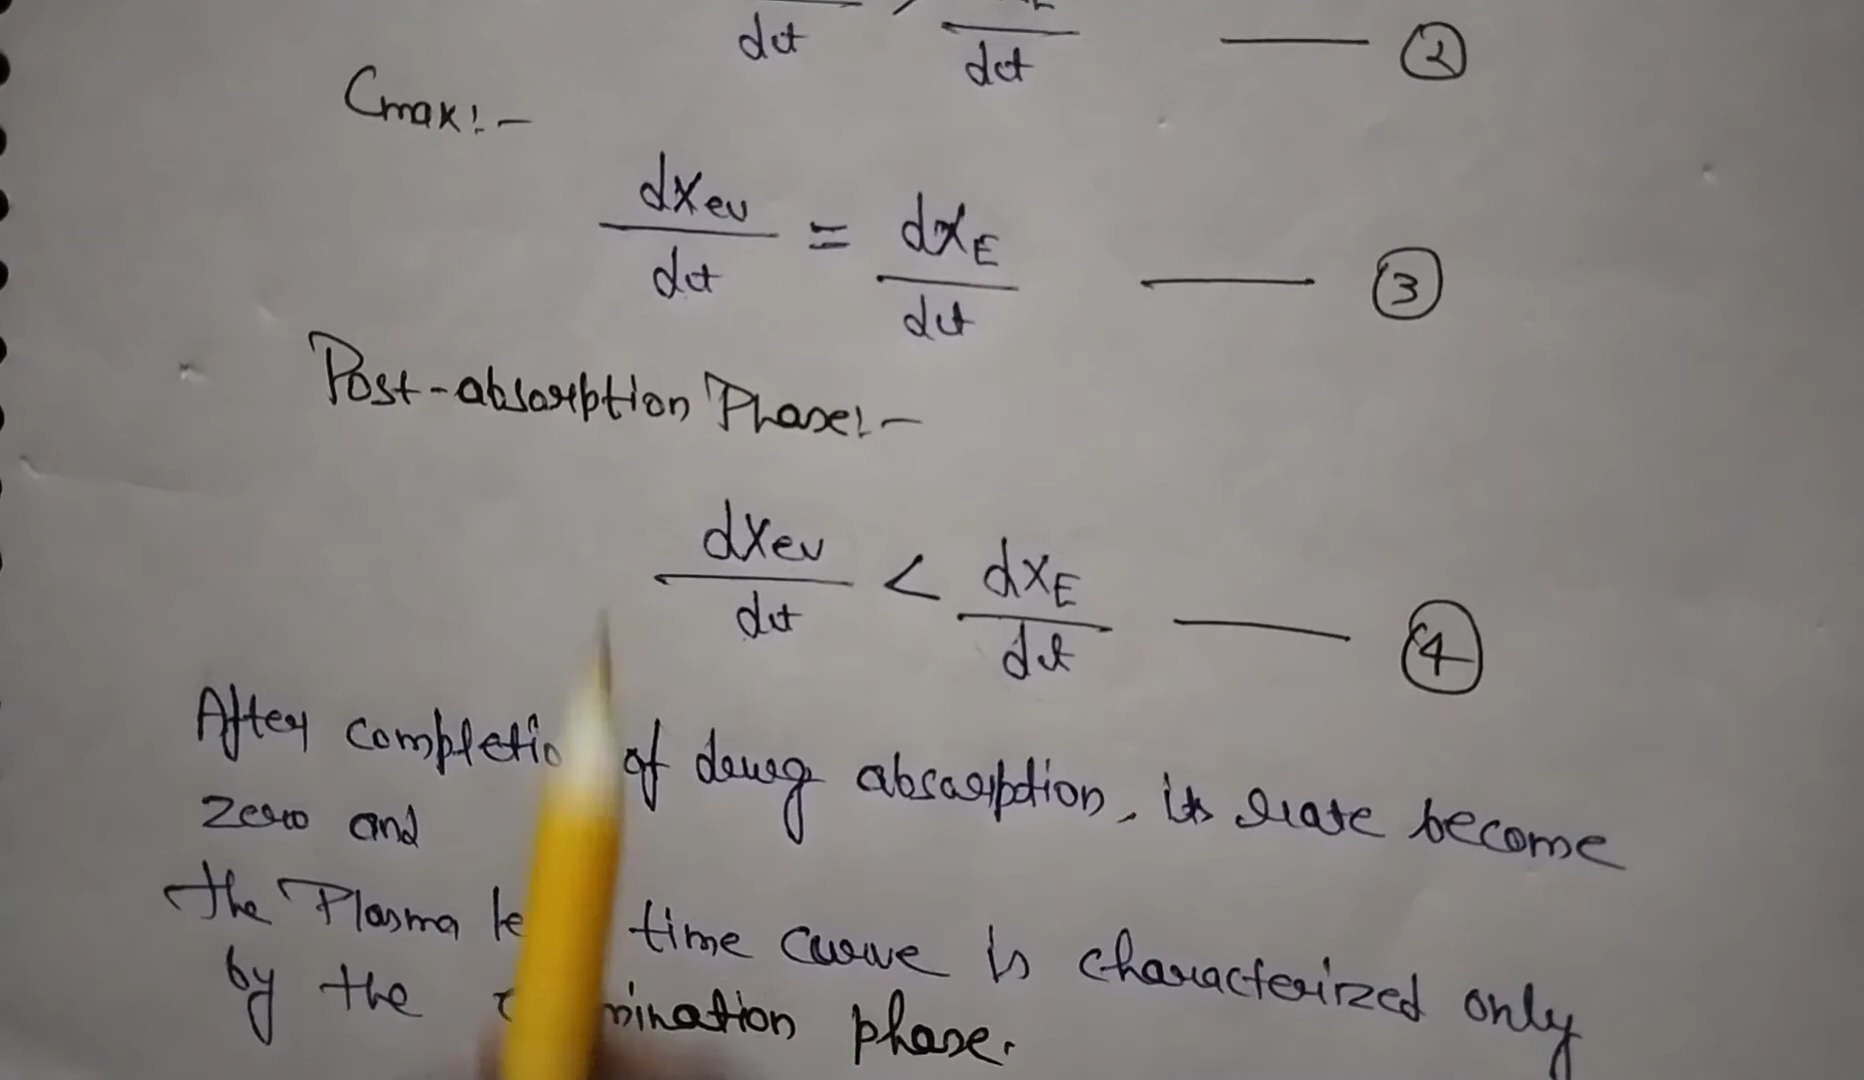 dt dt ②
Cmax:-
dXev/dt = dXE/dt ③
Post-absorption Phase:-
dXev/dt < dXE/dt ④
After completio of drug absorption, its rate become
zero and
the Plasma le time curve is characterized only
by the mination phase.